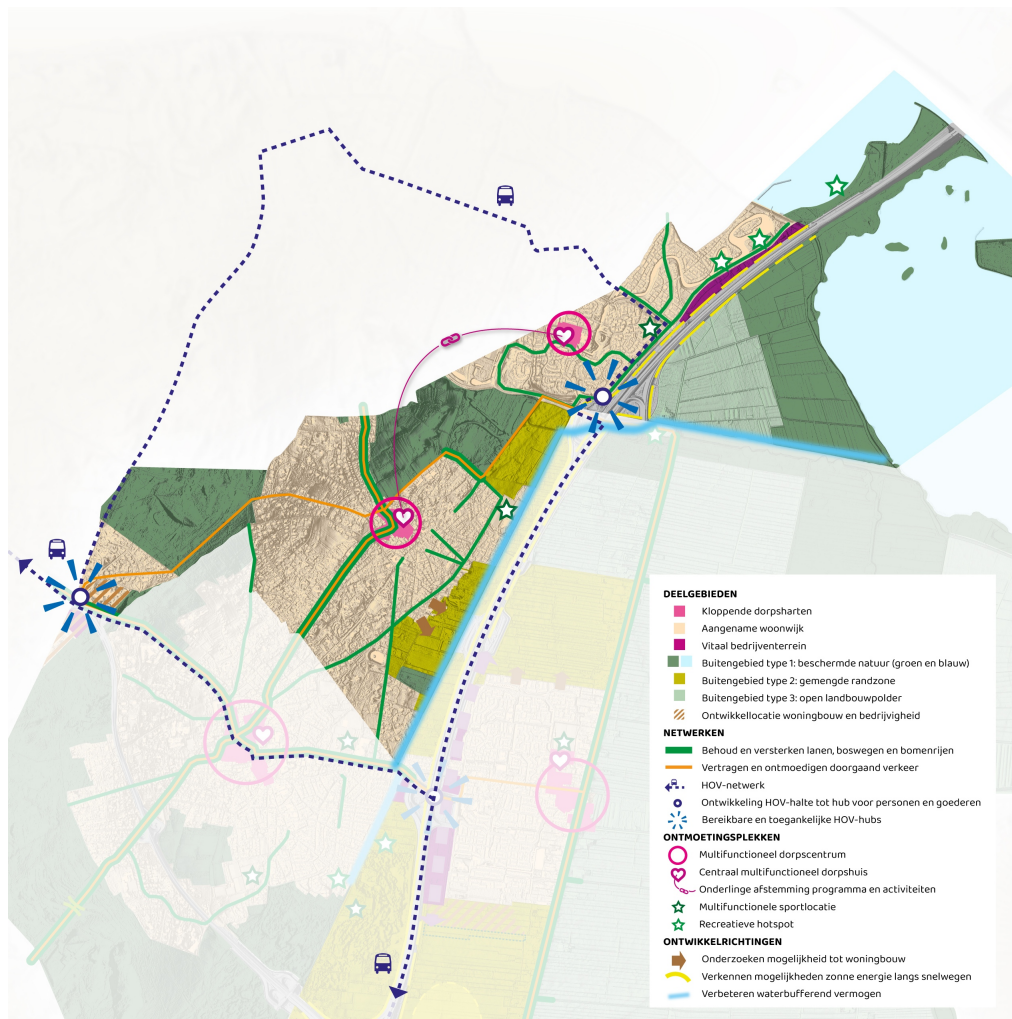 DEELGEBIEDEN
Kloppende dorpsharten
Aangename woonwijk
Vitaal bedrijventerrein
Buitengebied type 1: beschermde natuur (groen en blauw)
Buitengebied type 2: gemengde randzone
Buitengebied type 3: open landbouwpolder
Ontwikkellocatie woningbouw en bedrijvigheid
NETWERKEN
Behoud en versterken lanen, boswegen en bomenrijen
Vertragen en ontmoedigen doorgaand verkeer
HOV-netwerk
Ontwikkeling HOV-halte tot hub voor personen en goederen
Bereikbare en toegankelijke HOV-hubs
ONTMOETINGSPLEKKEN
Multifunctioneel dorpscentrum
Centraal multifunctioneel dorpshuis
Onderlinge afstemming programma en activiteiten
Multifunctionele sportlocatie
Recreatieve hotspot
ONTWIKKELRICHTINGEN
Onderzoeken mogelijkheid tot woningbouw
Verkennen mogelijkheden zonne energie langs snelwegen
Verbeteren waterbufferend vermogen